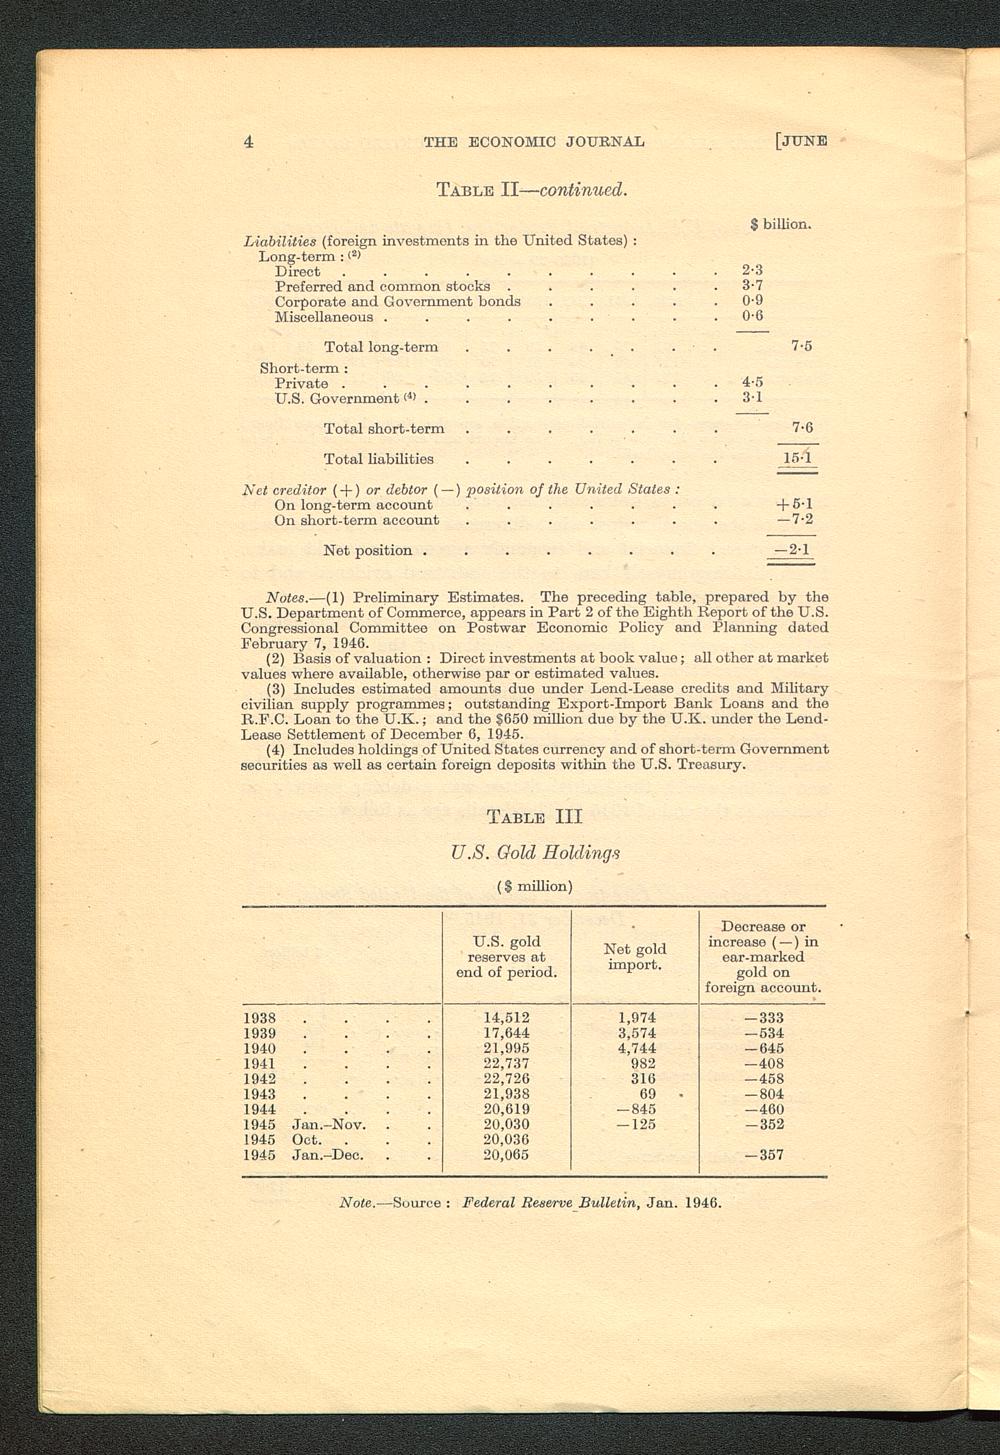 4 THE ECONOMIC JOURNAL [JUNE
TABLE II—continued.
$ billion.
Liabilities (foreign investments in the United States) :
Long-term : (2)
Direct . . . . . . . . . . 2·3
Preferred and common stocks . . . . . . 3·7
Corporate and Government bonds . . . . . 0·9
Miscellaneous . . . . . . . . . 0·6
Total long-term . . . . . . . 7·5
Short-term :
Private . . . . . . . . . . 4·5
U.S. Government (4) . . . . . . . . 3·1
Total short-term . . . . . . . 7·6
Total liabilities . . . . . . . 15·1
Net creditor (+) or debtor (—) position of the United States :
On long-term account . . . . . . . +5·1
On short-term account . . . . . . . —7·2
Net position . . . . . . . . —2·1
Notes.—(1) Preliminary Estimates. The preceding table, prepared by the
U.S. Department of Commerce, appears in Part 2 of the Eighth Report of the U.S.
Congressional Committee on Postwar Economic Policy and Planning dated
February 7, 1946.
(2) Basis of valuation : Direct investments at book value ; all other at market
values where available, otherwise par or estimated values.
(3) Includes estimated amounts due under Lend-Lease credits and Military
civilian supply programmes ; outstanding Export-Import Bank Loans and the
R.F.C. Loan to the U.K. ; and the $650 million due by the U.K. under the Lend-
Lease Settlement of December 6, 1945.
(4) Includes holdings of United States currency and of short-term Government
securities as well as certain foreign deposits within the U.S. Treasury.
TABLE III
U.S. Gold Holdings
($ million)
U.S. gold
reserves at
end of period.
Net gold
import.
Decrease or
increase (—) in
ear-marked
gold on
foreign account.
1938 . . . . 14,512 1,974 —333
1939 . . . . 17,644 3,574 —534
1940 . . . . 21,995 4,744 —645
1941 . . . . 22,737 982 —408
1942 . . . . 22,726 316 —458
1943 . . . . 21,938 69 —804
1944 . . . . 20,619 —845 —460
1945 Jan.–Nov. . . 20,030 —125 —352
1945 Oct. . . . 20,036
1945 Jan.–Dec. . . 20,065 —357
Note.—Source : Federal Reserve Bulletin, Jan. 1946.